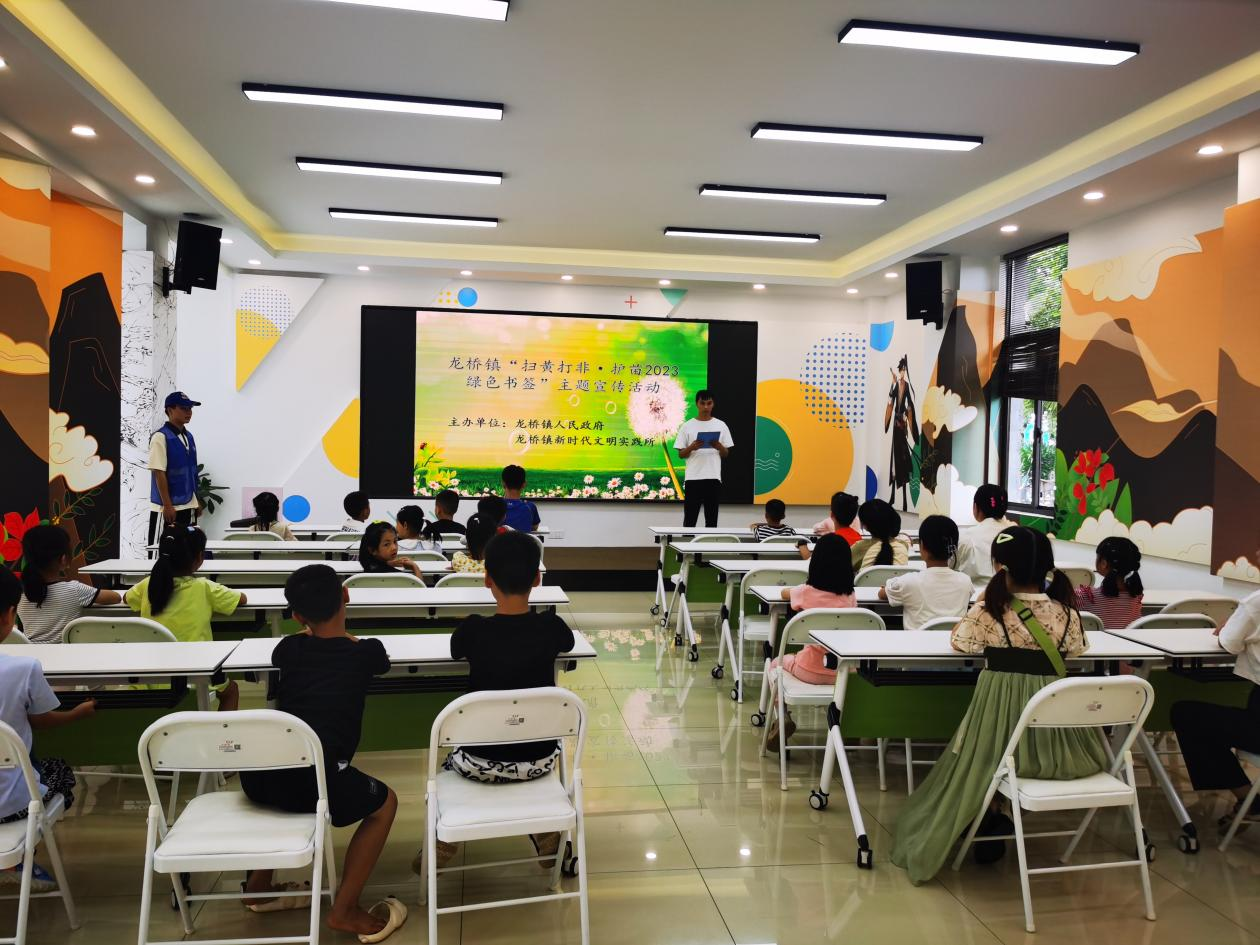 龙桥镇“扫黄打非·护苗2023
绿色书签”主题宣传活动
主办单位：龙桥镇人民政府
龙桥镇新时代文明实践所